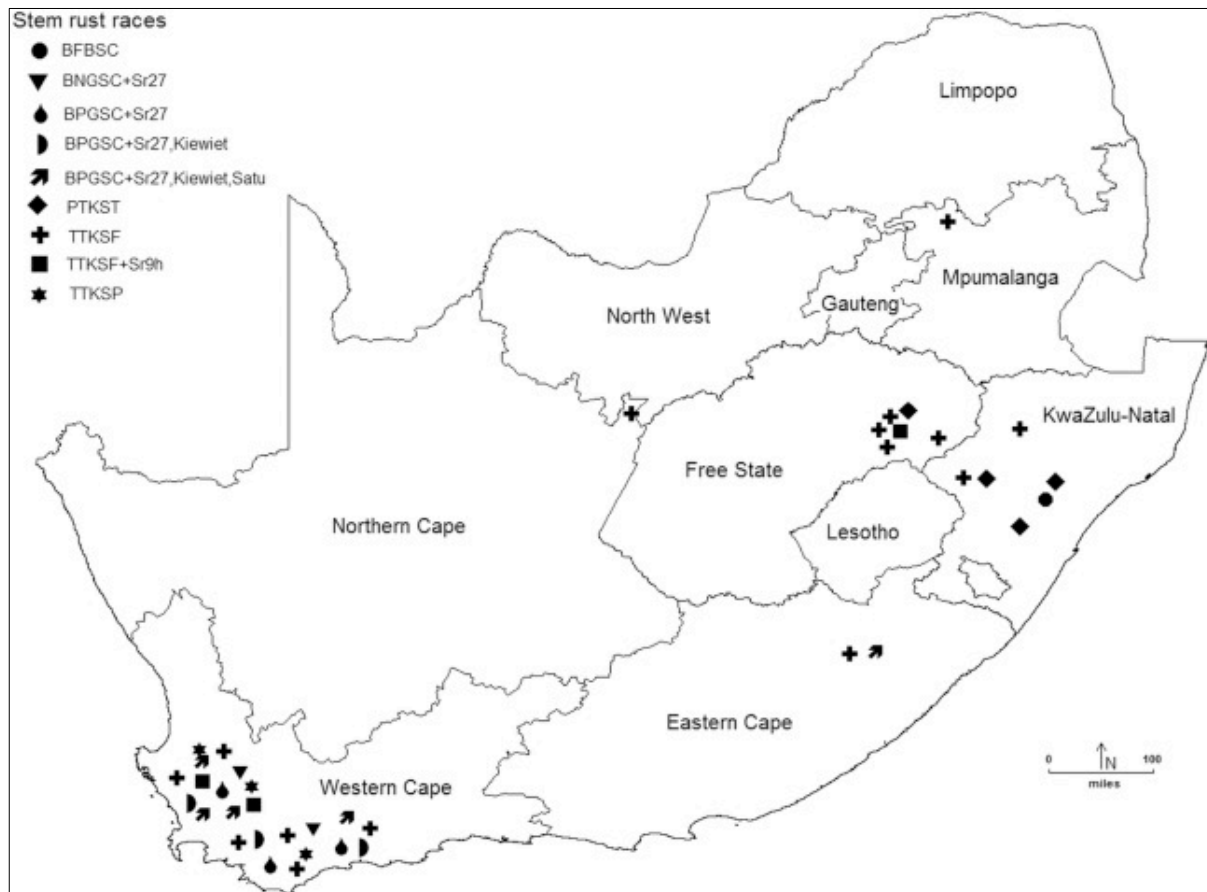 Stem rust races
BFBSC
BNGSC+Sr27
BPGSC+Sr27
BPGSC+Sr27,Kiewiet
BPGSC+Sr27,Kiewiet,Satu
PTKST
TTKSF
TTKSF+Sr9h
TTKSP
Limpopo
Mpumalanga
Gauteng
North West
KwaZulu-Natal
Free State
Northern Cape
Lesotho
Eastern Cape
Western Cape
N
0 100
miles